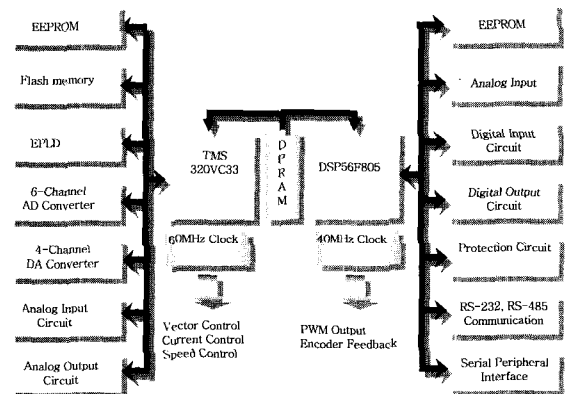 EEPROM
Flash memory
EPLD
6-Channel
AD Converter
4-Channel
DA Converter
Analog Input
Circuit
Analog Output
Circuit
TMS
320VC33
60MHz Clock
Vector Control
Current Control
Speed Control
DPRAM
DSP56F805
40MHz Clock
PWM Output
Encoder Feedback
EEPROM
Analog Input
Digital Input
Circuit
Digital Output
Circuit
Protection Circuit
RS-232, RS-485
Communication
Serial Peripheral
Interface